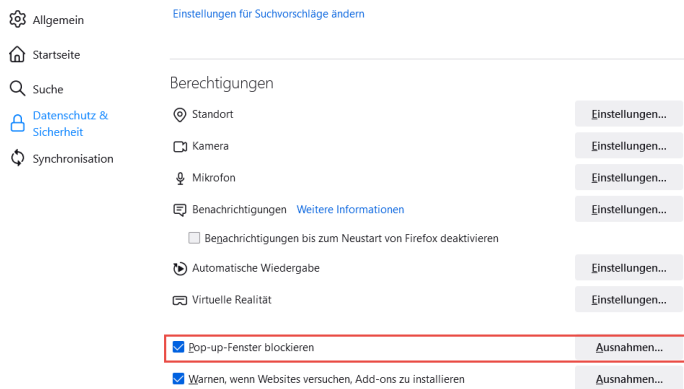 Allgemein
Startseite
Suche
Datenschutz &
Sicherheit
Synchronisation
Einstellungen für Suchvorschläge ändern
Berechtigungen
Standort Einstellungen...
Kamera Einstellungen...
Mikrofon Einstellungen...
Benachrichtigungen Weitere Informationen Einstellungen...
Benachrichtigungen bis zum Neustart von Firefox deaktivieren
Automatische Wiedergabe Einstellungen...
Virtuelle Realität Einstellungen...
Pop-up-Fenster blockieren Ausnahmen...
Warnen, wenn Websites versuchen, Add-ons zu installieren Ausnahmen...